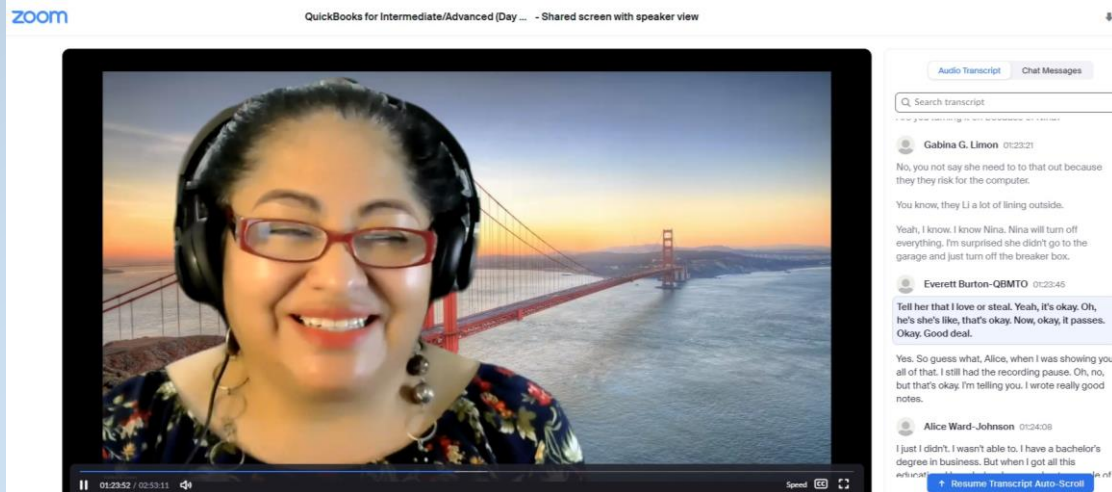 zoom
QuickBooks for Intermediate/Advanced (Day ... - Shared screen with speaker view
Audio Transcript Chat Messages
Search transcript
Gabina G. Limon 01:23:21
No, you not say she need to to that out because
they they risk for the computer.
You know, they Li a lot of lining outside.
Yeah, I know. I know Nina. Nina will turn off
everything. I'm surprised she didn't go to the
garage and just turn off the breaker box.
Everett Burton-QBMTO 01:23:45
Tell her that I love or steal. Yeah, it's okay. Oh,
he's she's like, that's okay. Now, okay, it passes.
Okay. Good deal.
Yes. So guess what, Alice, when I was showing you
all of that. I still had the recording pause. Oh, no,
but that's okay. I'm telling you. I wrote really good
notes.
Alice Ward-Johnson 01:24:08
I just I didn't. I wasn't able to. I have a bachelor's
degree in business. But when I got all this
Resume Transcript Auto-Scroll
01:23:52 / 02:53:11
Speed CC